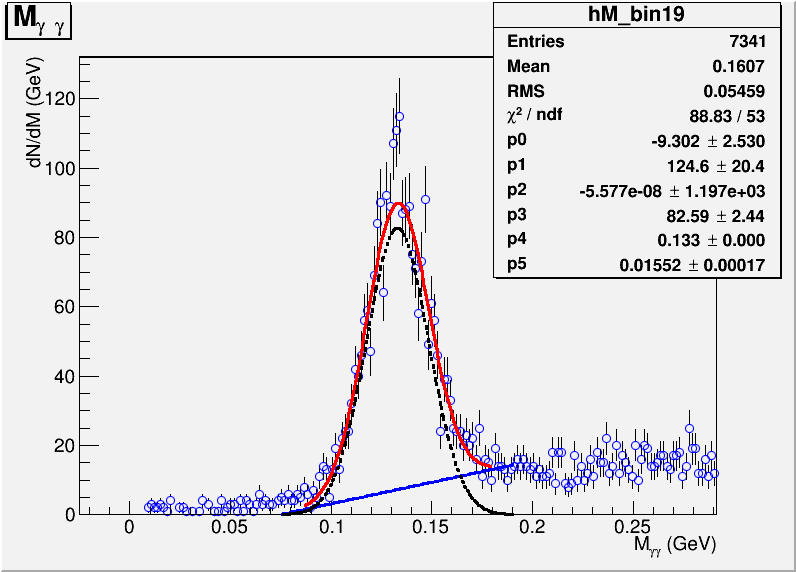 M γ γ
hM_bin19
Entries 7341
Mean 0.1607
RMS 0.05459
χ² / ndf 88.83 / 53
p0 -9.302 ± 2.530
p1 124.6 ± 20.4
p2 -5.577e-08 ± 1.197e+03
p3 82.59 ± 2.44
p4 0.133 ± 0.000
p5 0.01552 ± 0.00017
dN/dM (GeV)
120
100
80
60
40
20
0
0 0.05 0.1 0.15 0.2 0.25
Mγγ (GeV)